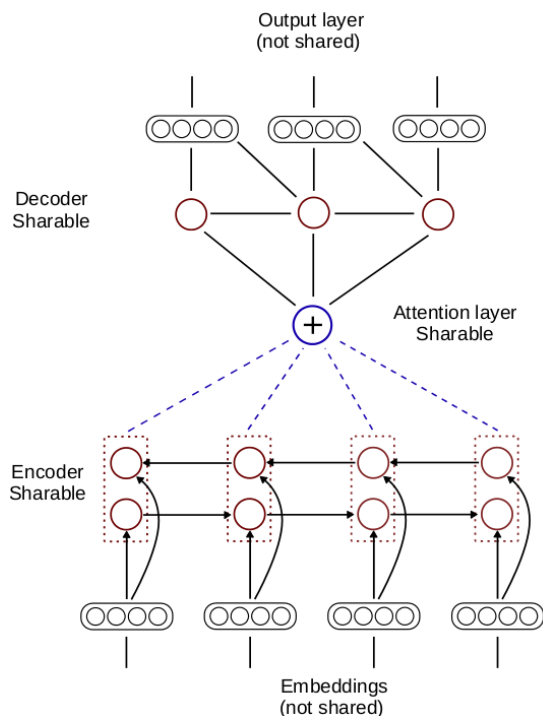 Output layer
(not shared)
Decoder
Sharable
+
Attention layer
Sharable
Encoder
Sharable
Embeddings
(not shared)